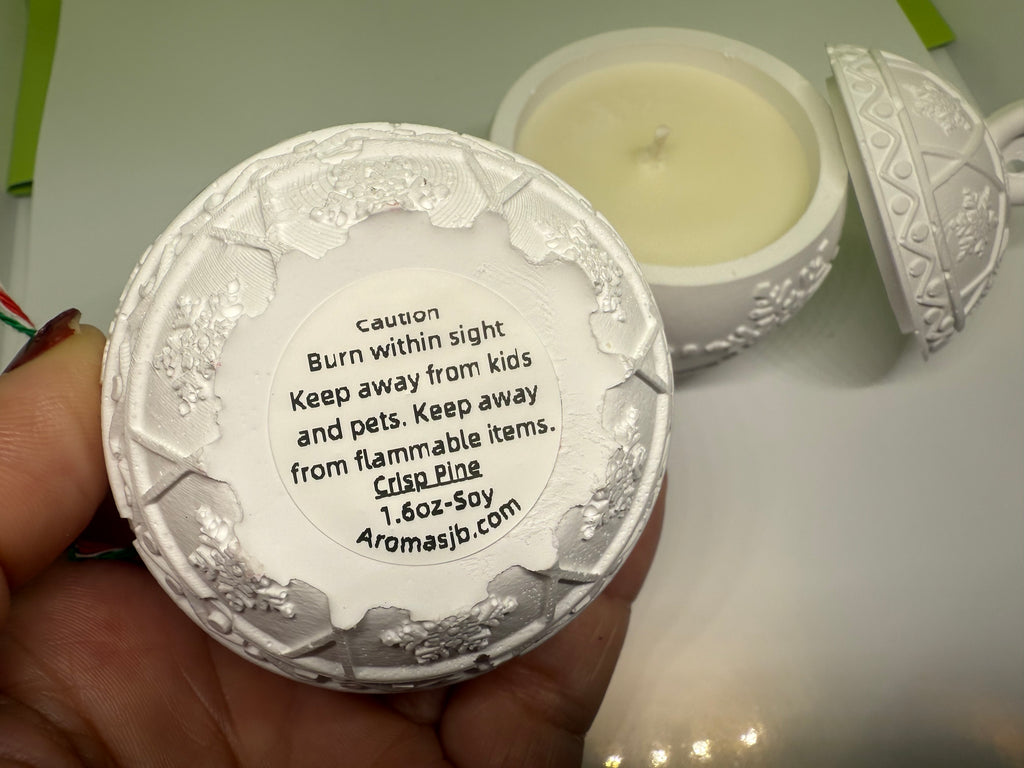 Caution
Burn within sight
Keep away from kids
and pets. Keep away
from flammable items.
Crisp Pine
1.6oz-Soy
Aromasjb.com